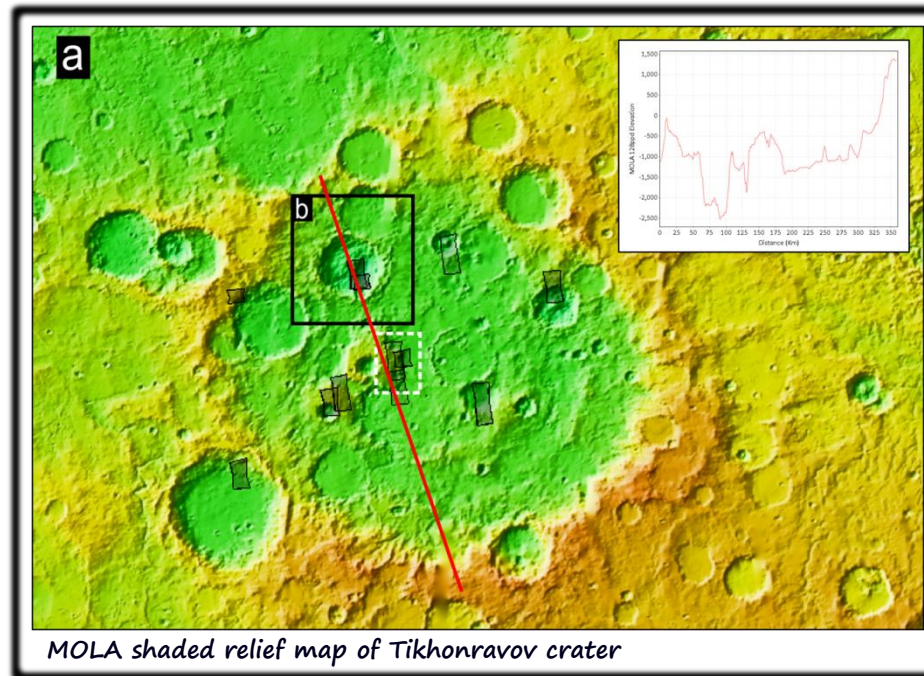 a
b
MOLA 128ppd Elevation
1,500
1,000
500
0
-500
-1,000
-1,500
-2,000
-2,500
0 25 50 75 100 125 150 175 200 225 250 275 300 325 350
Distance (Km)
MOLA shaded relief map of Tikhonravov crater